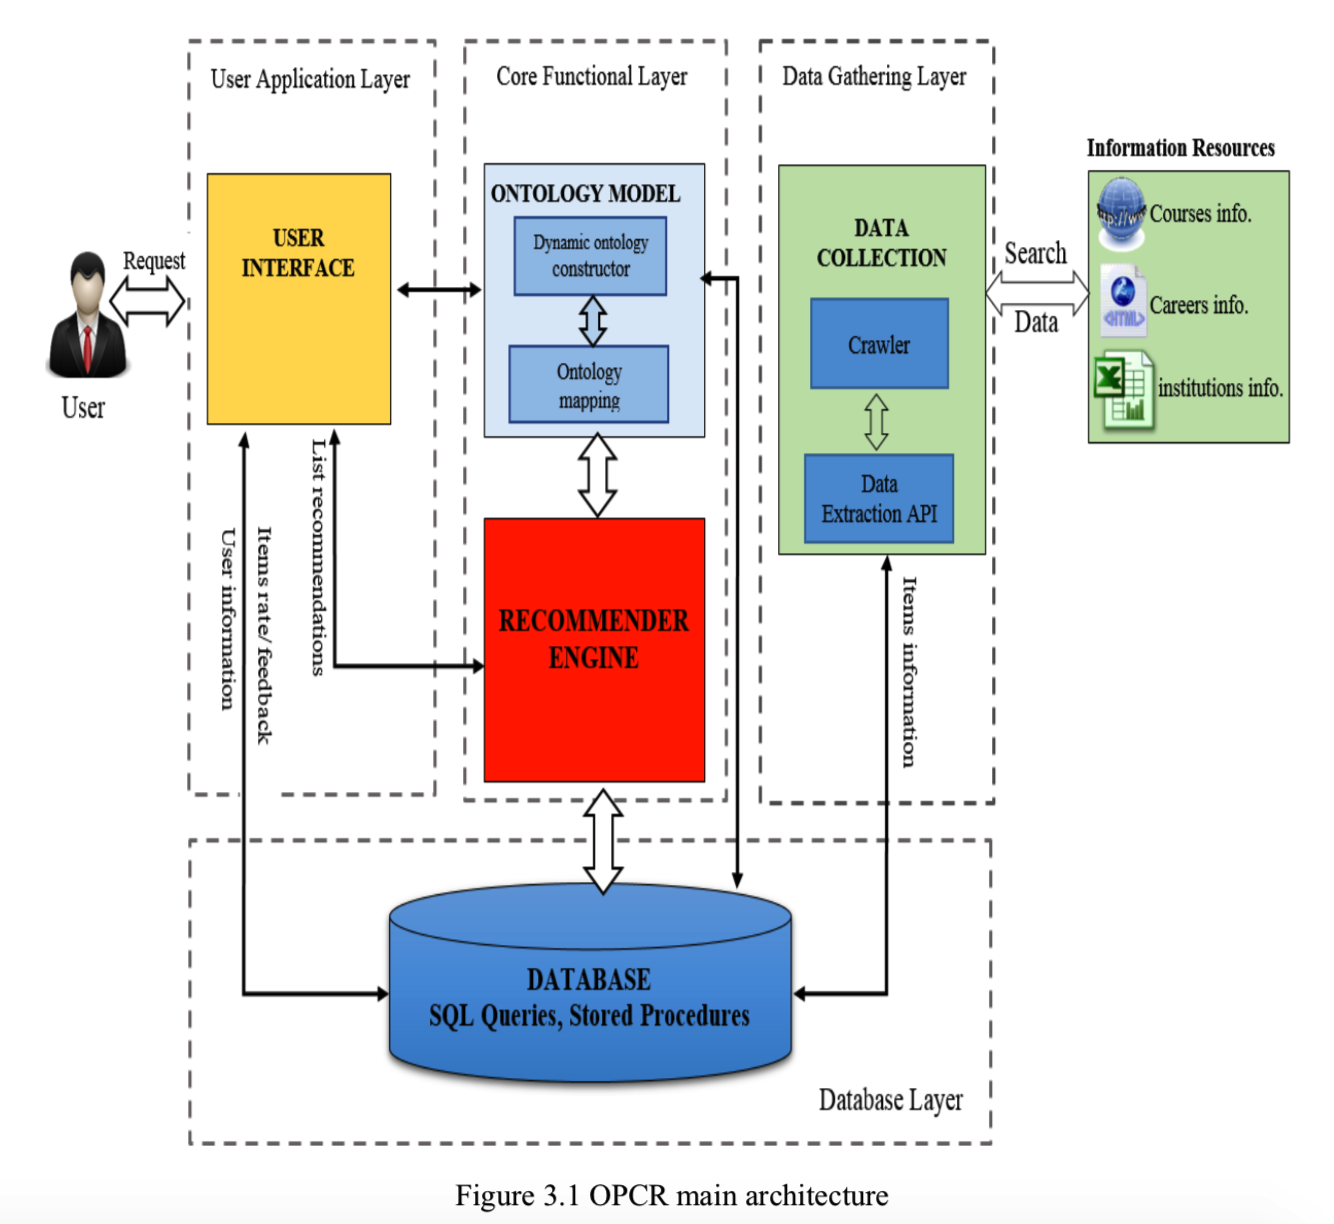 User Application Layer
Core Functional Layer
Data Gathering Layer
Information Resources
USER
INTERFACE
ONTOLOGY MODEL
Dynamic ontology
constructor
Ontology
mapping
DATA
COLLECTION
Crawler
Data
Extraction API
Search
Data
Courses info.
Careers info.
institutions info.
Request
User
List recommendations
Items rate/ feedback
User information
RECOMMENDER
ENGINE
Items information
DATABASE
SQL Queries, Stored Procedures
Database Layer
Figure 3.1 OPCR main architecture